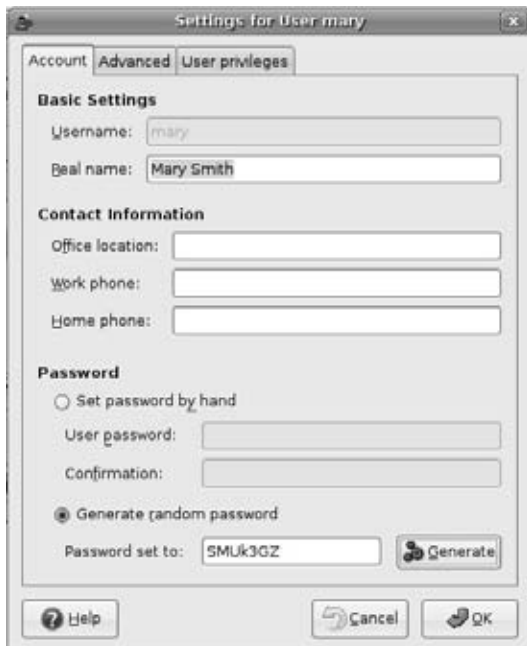 Settings for User mary
Account Advanced User privileges
Basic Settings
Username: mary
Real name: Mary Smith
Contact Information
Office location:
Work phone:
Home phone:
Password
Set password by hand
User password:
Confirmation:
Generate random password
Password set to: SMUk3GZ Generate
Help Cancel OK